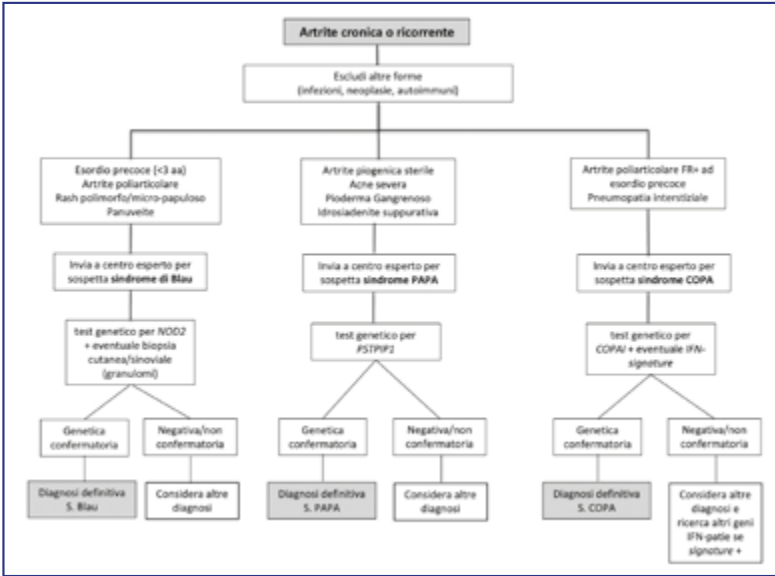 Artrite cronica o ricorrente
Escludi altre forme
(infezioni, neoplasie, autoimmuni)
Esordio precoce (<3 aa)
Artrite poliarticolare
Rash polimorfo/micro-papuloso
Panuveite
Artrite piogenica sterile
Acne severa
Pioderma Gangrenoso
Idrosiadenite suppurativa
Artrite poliarticolare FR+ ad
esordio precoce
Pneumopatia interstiziale
Invia a centro esperto per
sospetta sindrome di Blau
Invia a centro esperto per
sospetta sindrome PAPA
Invia a centro esperto per
sospetta sindrome COPA
test genetico per NOD2
+ eventuale biopsia
cutanea/sinoviale
(granulomi)
test genetico per
PSTPIP1
test genetico per
COPAI + eventuale IFN-
signature
Genetica
confermatoria
Negativa/non
confermatoria
Genetica
confermatoria
Negativa/non
confermatoria
Genetica
confermatoria
Negativa/non
confermatoria
Diagnosi definitiva
S. Blau
Considera altre
diagnosi
Diagnosi definitiva
S. PAPA
Considera altre
diagnosi
Diagnosi definitiva
S. COPA
Considera altre
diagnosi e
ricerca altri geni
IFN-patie se
signature +